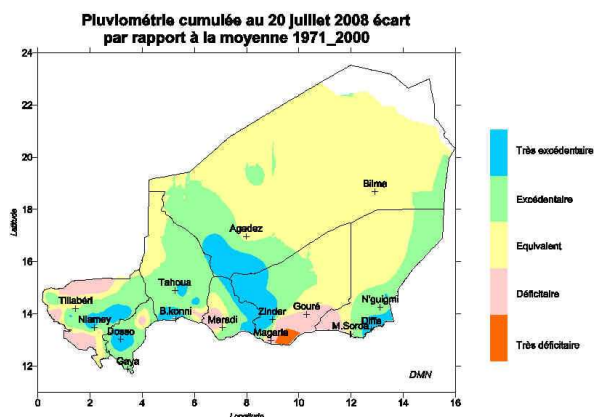 Pluviométrie cumulée au 20 juillet 2008 écart
par rapport à la moyenne 1971_2000
24
22
20
18
16
14
12
Latitude
Bilma
Agadez
Tahoua
Tillabéri
N'guigmi
Gouré
Zinder
B.konni
Maradi
Niamey
Diffa
Dosso
Magaria
M.Soroa
Gaya
DMN
0 2 4 6 8 10 12 14 16
Longitude
Très excédentaire
Excédentaire
Equivalent
Déficitaire
Très déficitaire